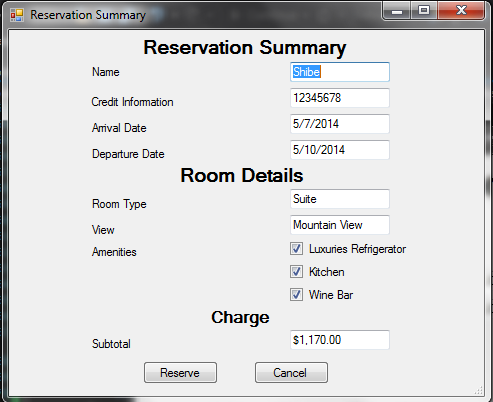 Reservation Summary
Reservation Summary
Name Shibe
Credit Information 12345678
Arrival Date 5/7/2014
Departure Date 5/10/2014
Room Details
Room Type Suite
View Mountain View
Amenities Luxuries Refrigerator
Kitchen
Wine Bar
Charge
Subtotal $1,170.00
Reserve Cancel